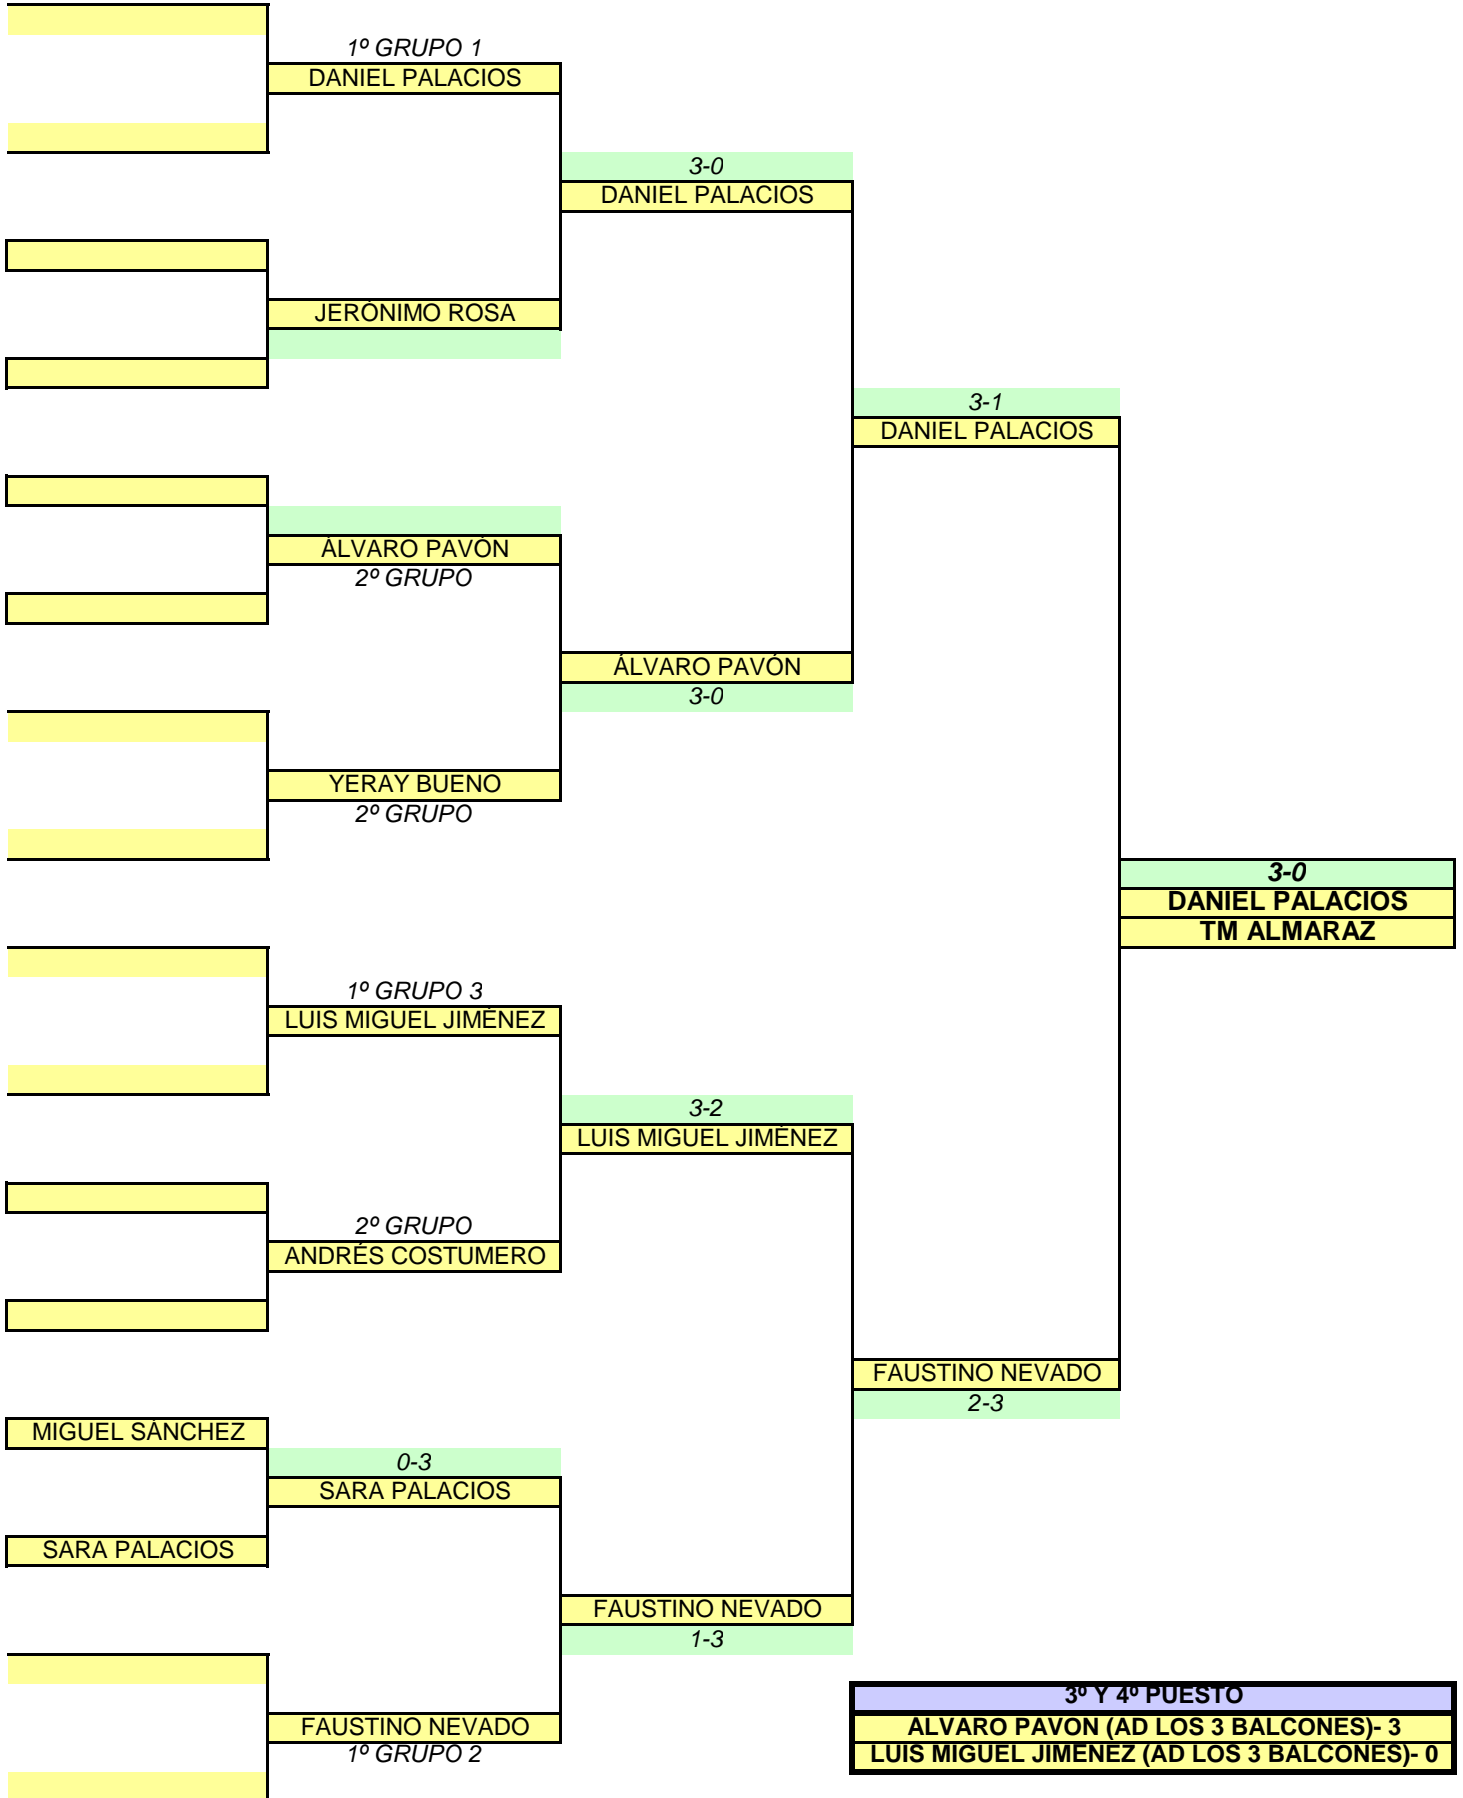 1º GRUPO 1
DANIEL PALACIOS
3-0
DANIEL PALACIOS
JERÓNIMO ROSA
3-1
DANIEL PALACIOS
ÁLVARO PAVÓN
2º GRUPO
ÁLVARO PAVÓN
3-0
YERAY BUENO
2º GRUPO
3-0
DANIEL PALACIOS
TM ALMARAZ
1º GRUPO 3
LUIS MIGUEL JIMÉNEZ
3-2
LUIS MIGUEL JIMÉNEZ
2º GRUPO
ANDRÉS COSTUMERO
FAUSTINO NEVADO
2-3
MIGUEL SÁNCHEZ
0-3
SARA PALACIOS
SARA PALACIOS
FAUSTINO NEVADO
1-3
FAUSTINO NEVADO
1º GRUPO 2
3º Y 4º PUESTO
ÁLVARO PAVÓN (AD LOS 3 BALCONES)- 3
LUIS MIGUEL JIMÉNEZ (AD LOS 3 BALCONES)- 0